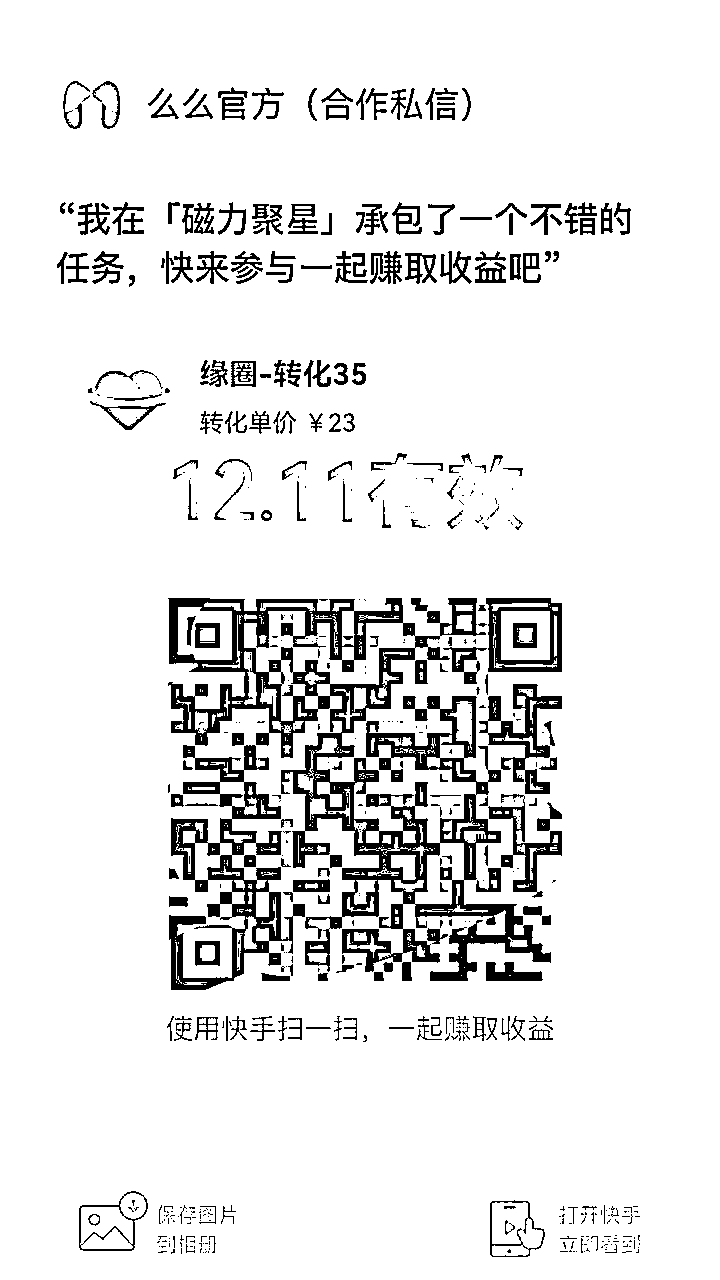 么么官方（合作私信）
“我在「磁力聚星」承包了一个不错的
任务，快来参与一起赚取收益吧”
缘圈-转化35
转化单价 ￥23
12.11有效
使用快手扫一扫，一起赚取收益
保存图片
到相册
打开快手
立即看到